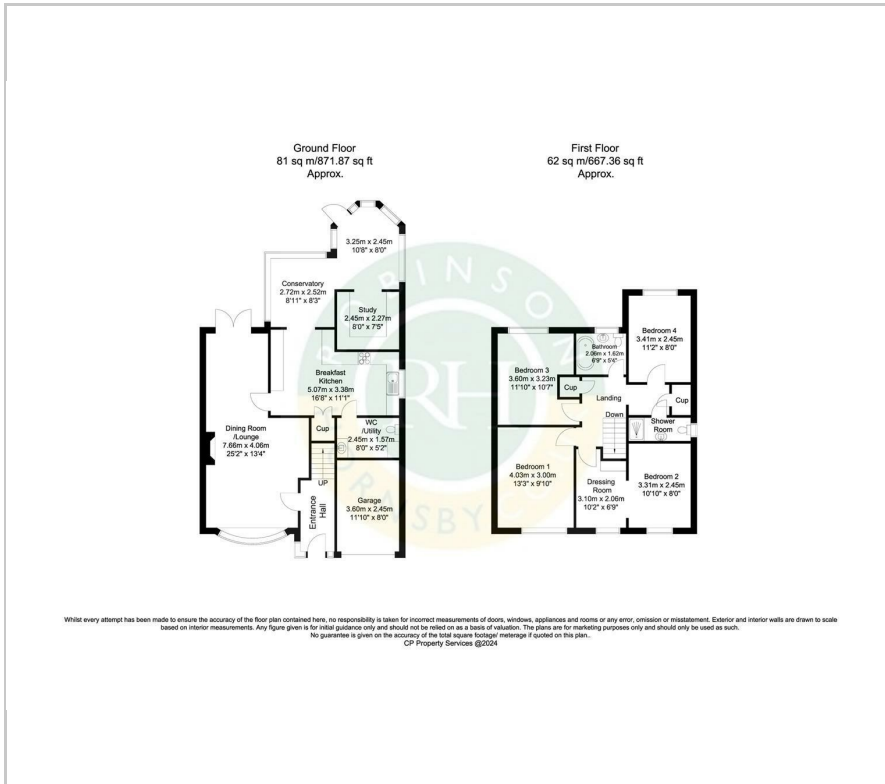 Ground Floor
81 sq m/871.87 sq ft
Approx.
3.25m x 2.45m
10'8" x 8'0"
Conservatory
2.72m x 2.52m
8'11" x 8'3"
Study
2.45m x 2.27m
8'0" x 7'5"
Breakfast
Kitchen
5.07m x 3.38m
16'8" x 11'1"
Dining Room
/Lounge
7.66m x 4.06m
25'2" x 13'4"
Cup
WC
/Utility
2.45m x 1.57m
8'0" x 5'2"
UP
Entrance
Hall
Garage
3.60m x 2.45m
11'10" x 8'0"
First Floor
62 sq m/667.36 sq ft
Approx.
Bedroom 4
3.41m x 2.45m
11'2" x 8'0"
Bathroom
2.06m x 1.62m
6'9" x 5'4"
Bedroom 3
3.60m x 3.23m
11'10" x 10'7"
Cup
Landing
Down
Cup
Shower
Room
Bedroom 1
4.03m x 3.00m
13'3" x 9'10"
Dressing
Room
3.10m x 2.06m
10'2" x 6'9"
Bedroom 2
3.31m x 2.45m
10'10" x 8'0"
ROBINSON
RH
ORNSBY
Whilst every attempt has been made to ensure the accuracy of the floor plan contained here, no responsibility is taken for incorrect measurements of doors, windows, appliances and rooms or any error, omission or misstatement. Exterior and interior walls are drawn to scale
based on interior measurements. Any figure given is for initial guidance only and should not be relied on as a basis of valuation. The plans are for marketing purposes only and should only be used as such.
No guarantee is given on the accuracy of the total square footage/ meterage if quoted on this plan..
CP Property Services @2024